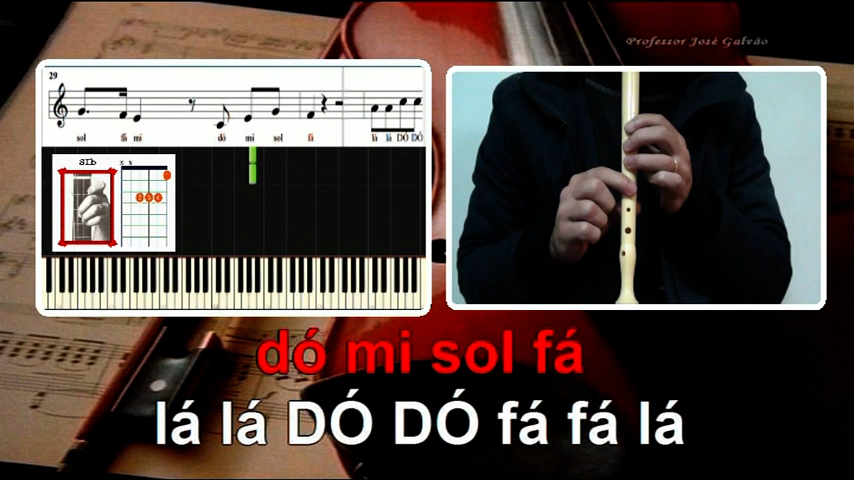 Professor José Galvão
29
sol fá mi dó mi sol fá lá lá DÓ DÓ
SIb
x x
dó mi sol fá
lá lá DÓ DÓ fá fá lá